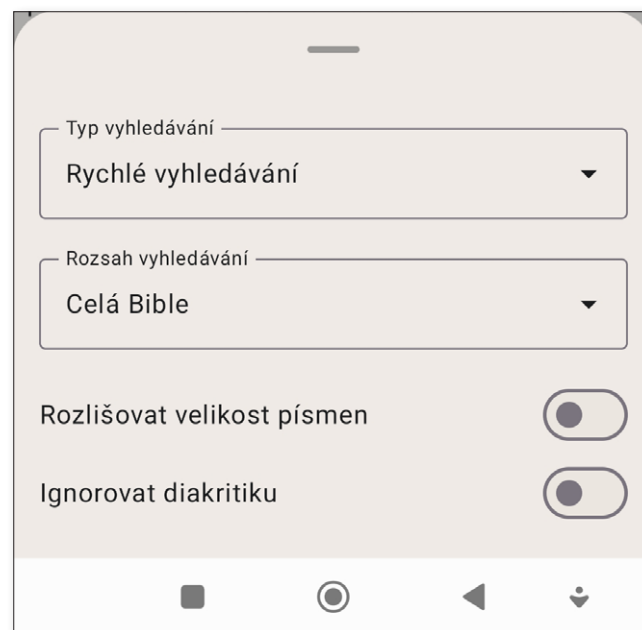 Typ vyhledávání
Rychlé vyhledávání
Rozsah vyhledávání
Celá Bible
Rozlišovat velikost písmen
Ignorovat diakritiku